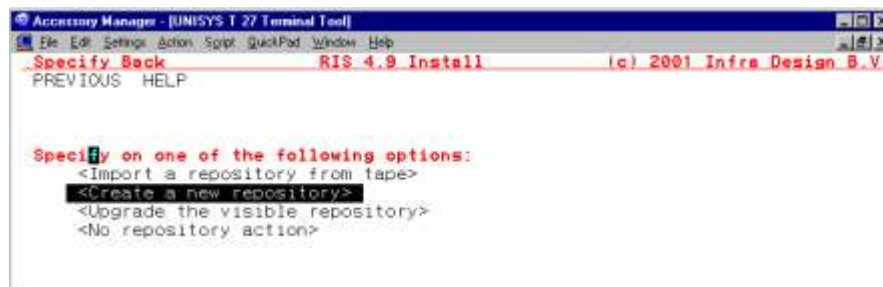 Accessory Manager - [UNISYS T 27 Terminal Tool]
File Edit Settings Action Script QuickPad Window Help
Specify Back RIS 4.9 Install (c) 2001 Infra Design B.V
PREVIOUS HELP
Specify on one of the following options:
<Import a repository from tape>
<Create a new repository>
<Upgrade the visible repository>
<No repository action>